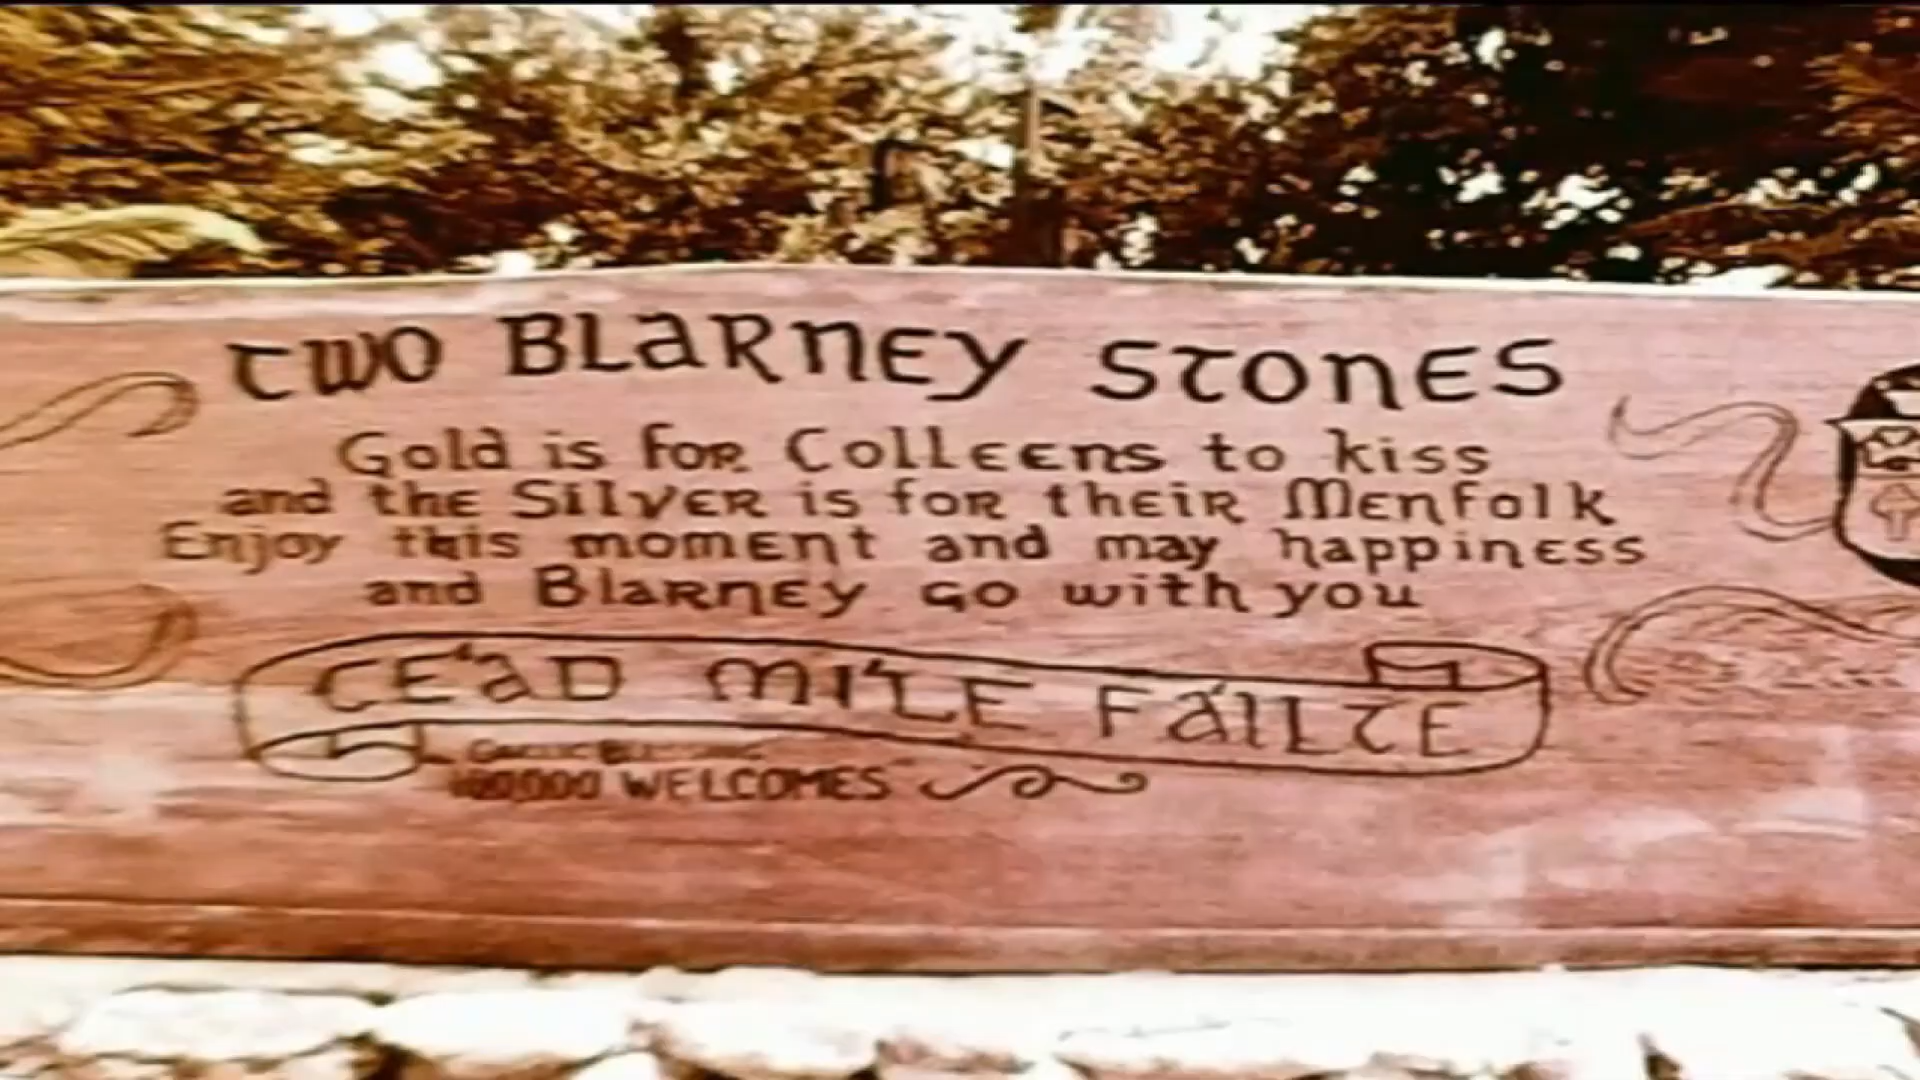 TWO BLARNEY STONES
Gold is for Colleens to kiss
and the Silver is for their Menfolk
Enjoy this moment and may happiness
and Blarney go with you
CÉAD MÍLE FÁILTE
WELCOMES